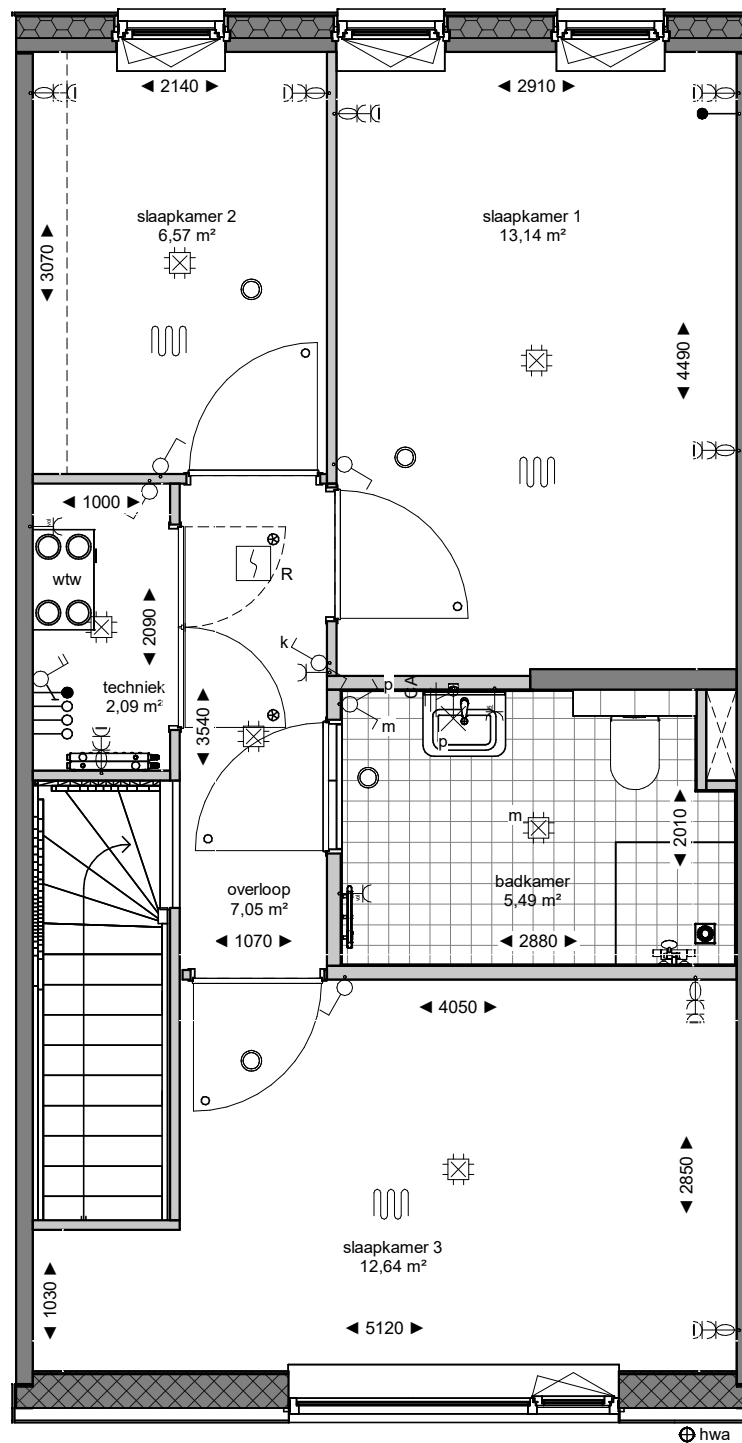 ◄ 2140 ►
◄ 2910 ►
slaapkamer 2
6,57 m²
slaapkamer 1
13,14 m²
◄ 3070 ►
◄ 4490 ►
◄ 1000 ►
wtw
R
◄ 2090 ►
k
techniek
2,09 m²
◄ 3540 ►
p
CA
m
p
m
◄ 2010 ►
badkamer
5,49 m²
overloop
7,05 m²
◄ 1070 ►
◄ 2880 ►
◄ 4050 ►
◄ 2850 ►
slaapkamer 3
12,64 m²
◄ 1030 ►
◄ 5120 ►
hwa